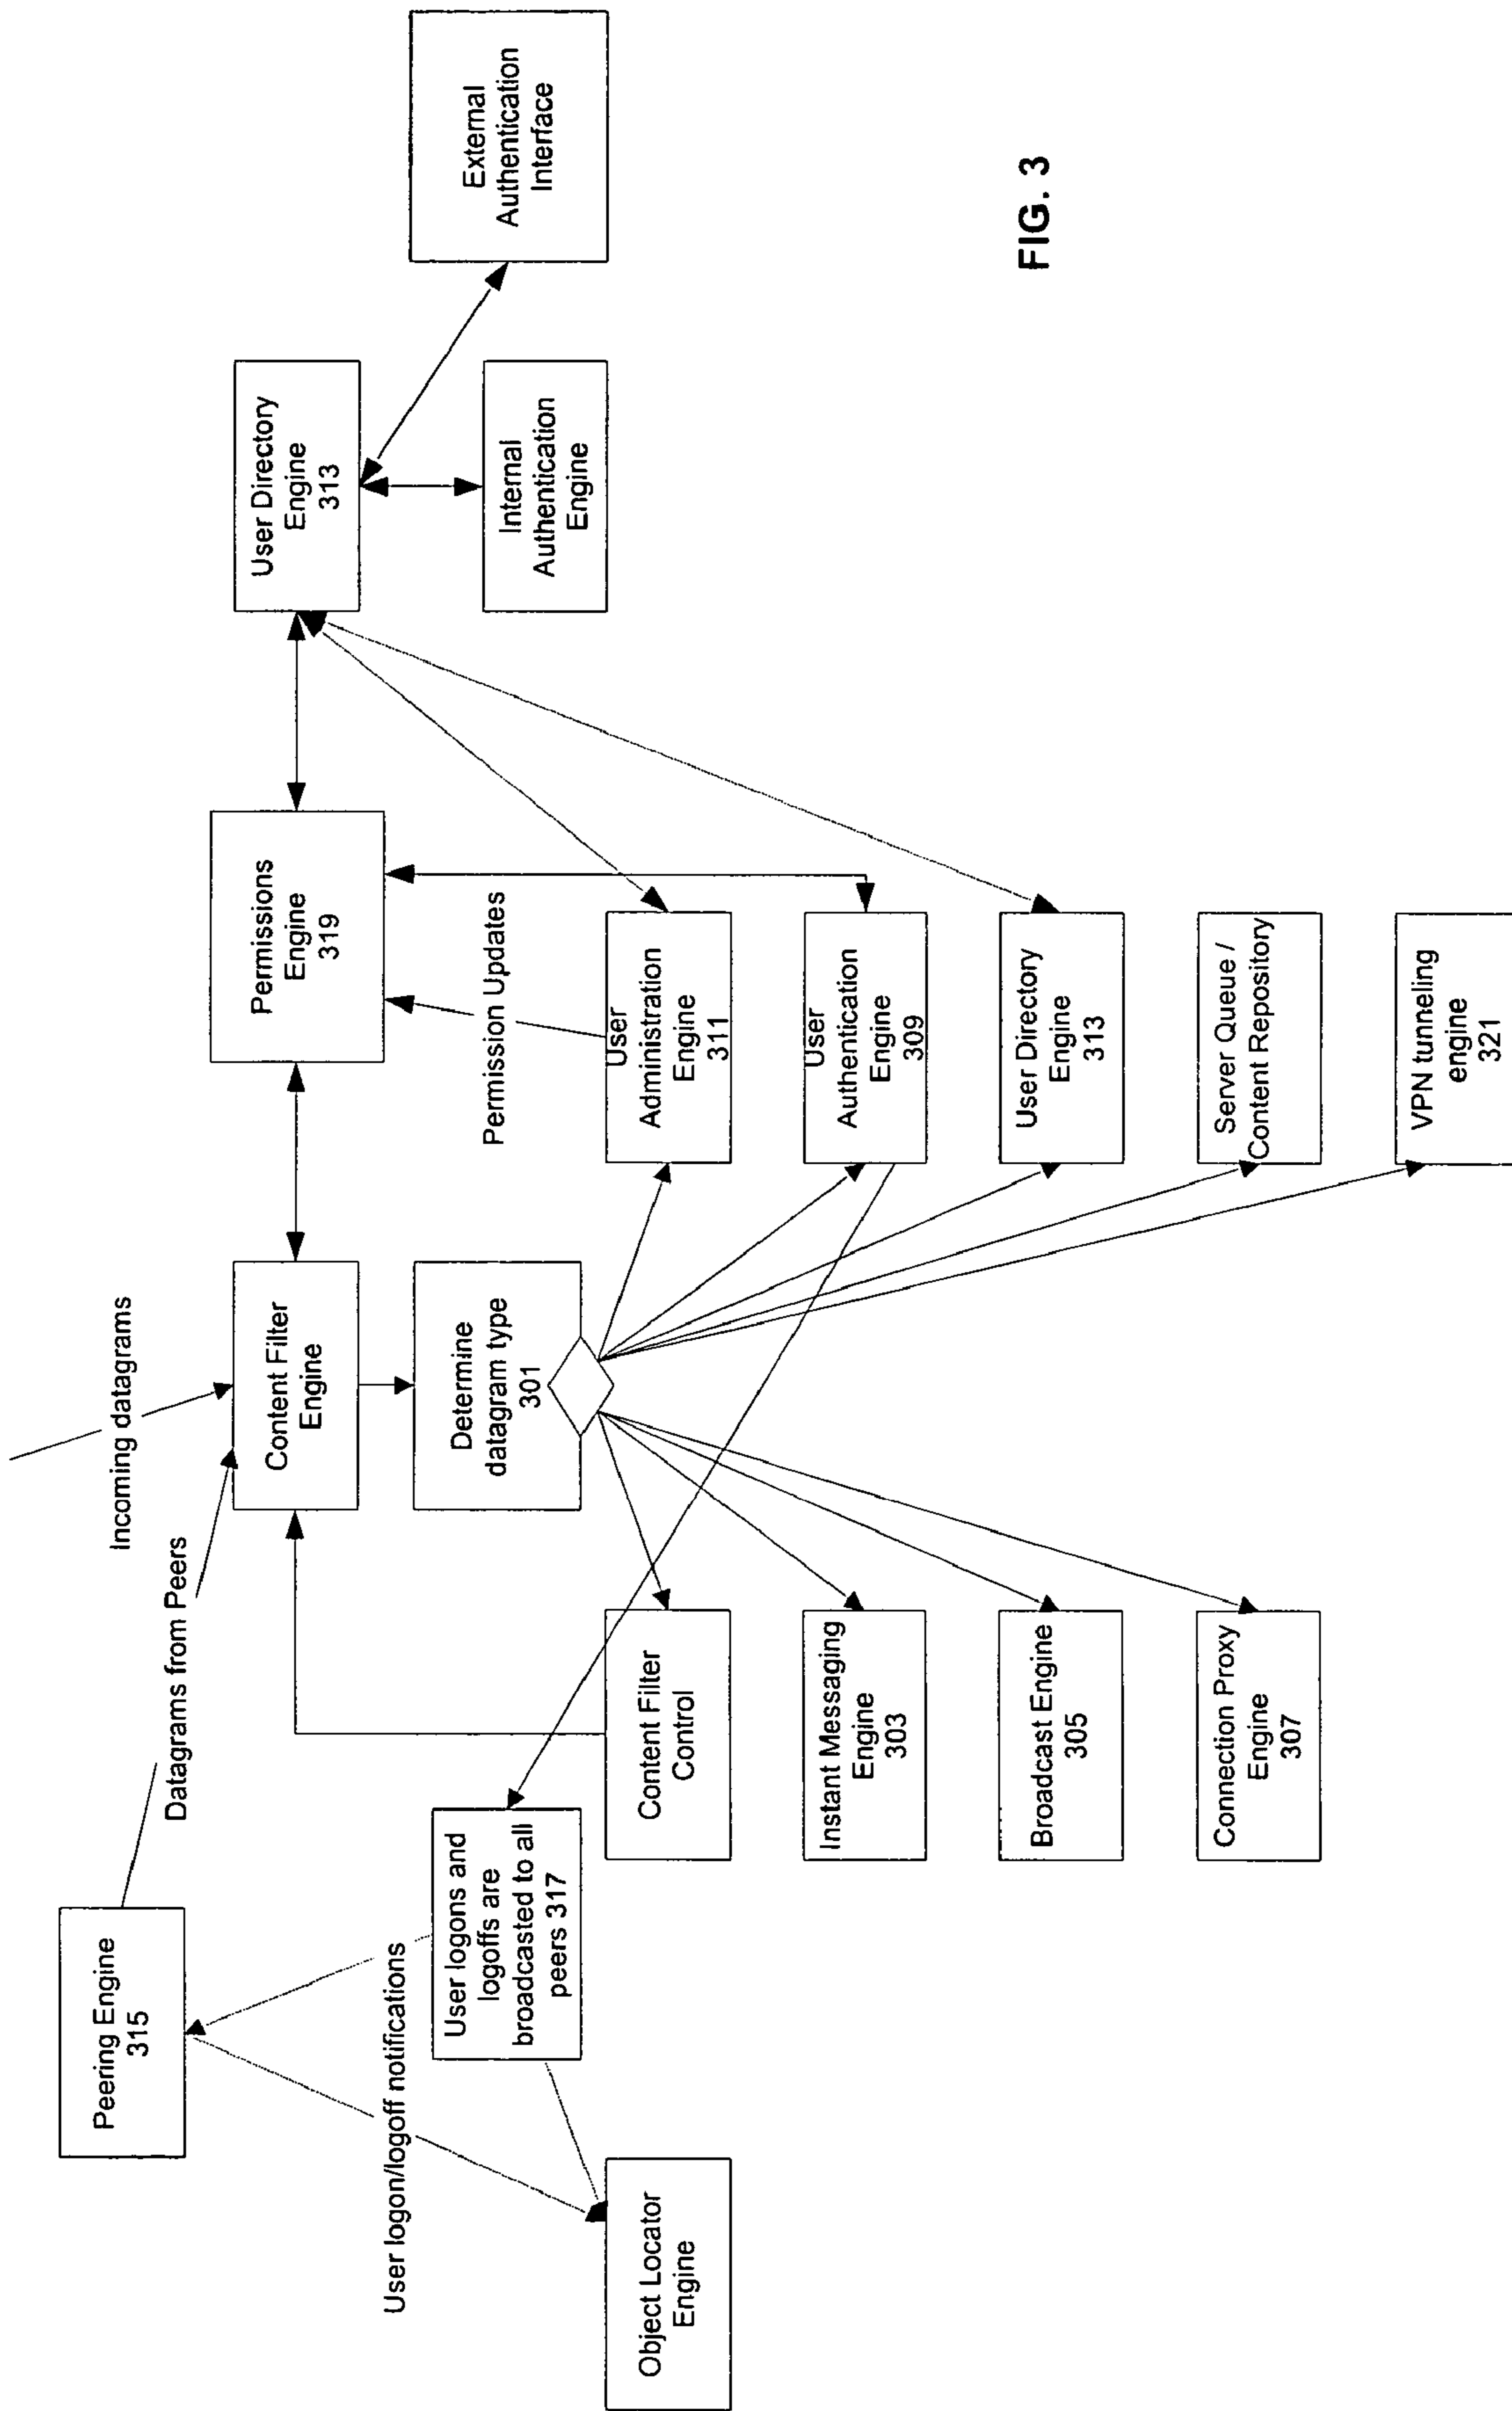 Incoming datagrams
Datagrams from Peers
Peering Engine
315
User logon/logoff notifications
Object Locator
Engine
User logons and
logoffs are
broadcasted to all
peers 317
Content Filter
Engine
Determine
datagram type
301
Content Filter
Control
Instant Messaging
Engine
303
Broadcast Engine
305
Connection Proxy
Engine
307
Permissions
Engine
319
Permission Updates
User
Administration
Engine
311
User
Authentication
Engine
309
User Directory
Engine
313
Server Queue /
Content Repository
VPN tunneling
engine
321
User Directory
Engine
313
Internal
Authentication
Engine
External
Authentication
Interface
FIG. 3